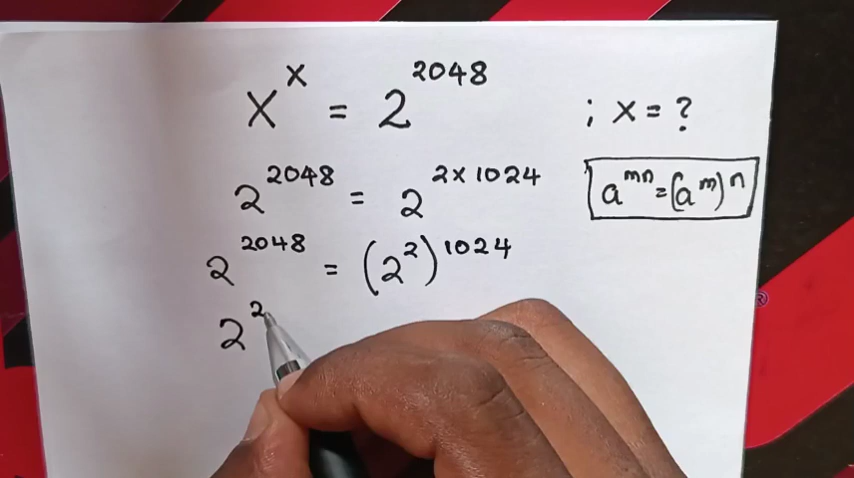 x^x = 2^2048 ; x = ?
2^2048 = 2^2×1024
a^mn = (a^m)^n
2^2048 = (2^2)^1024
2^2
®